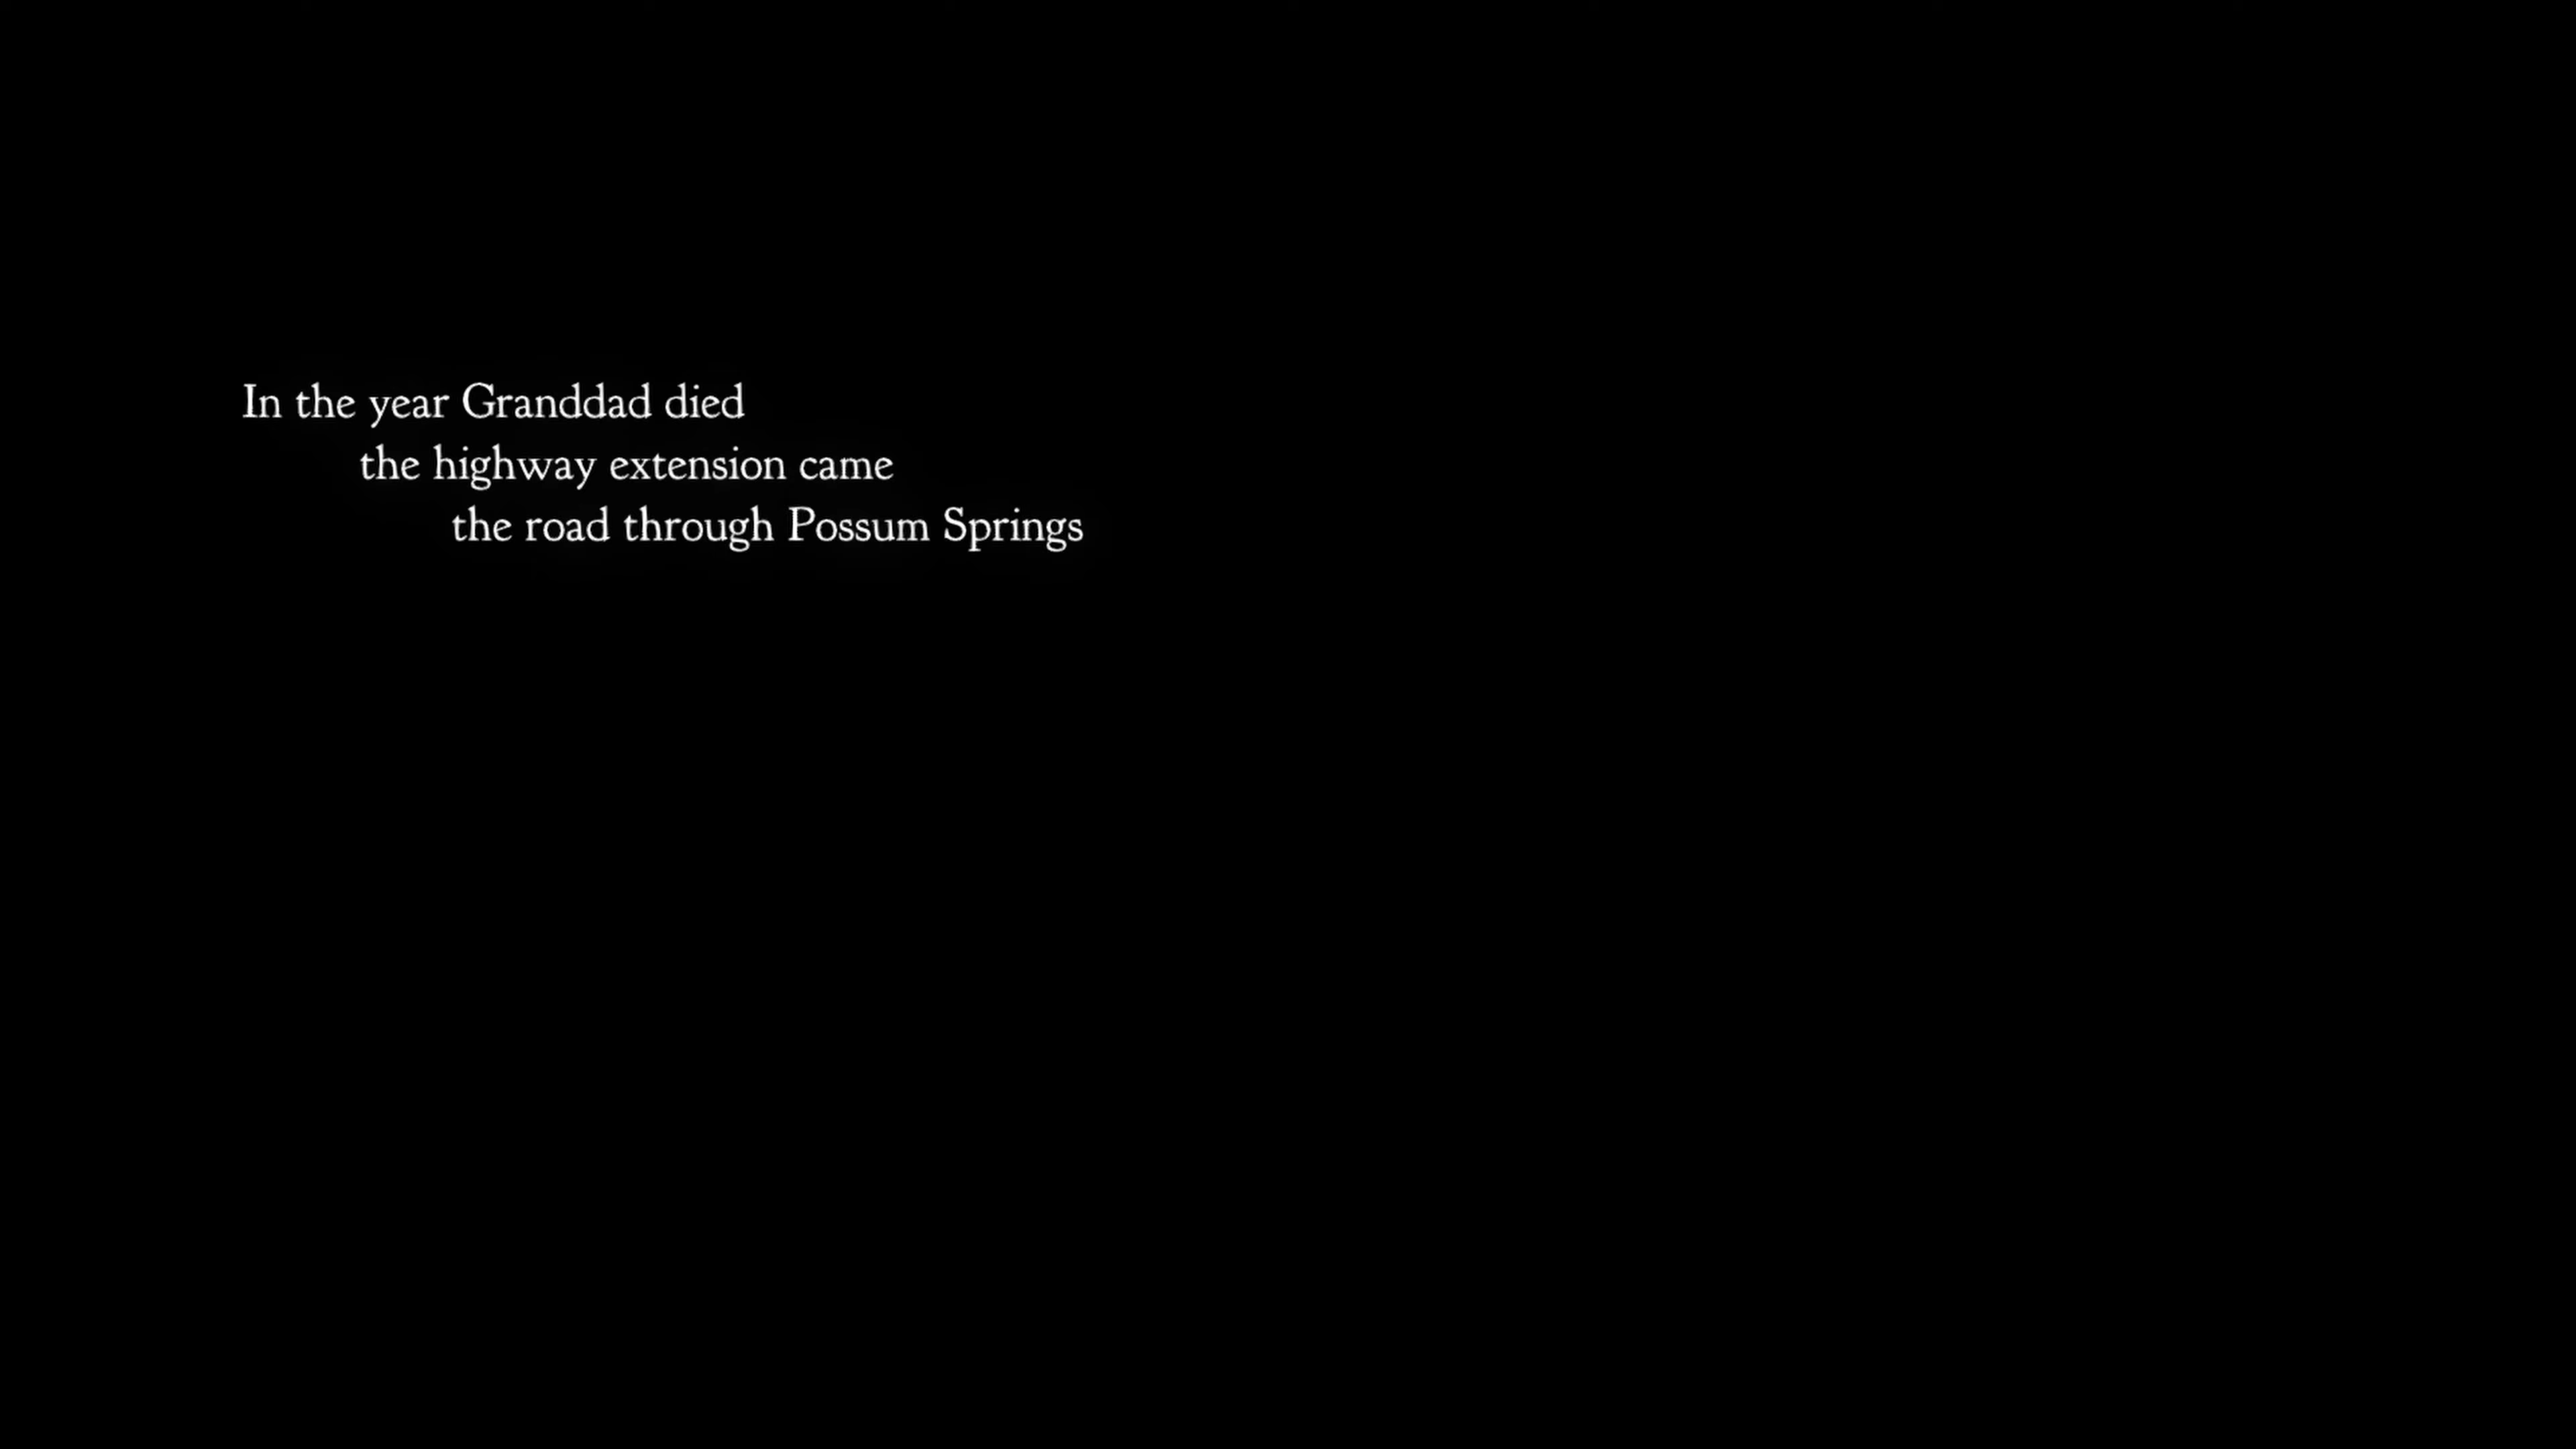 In the year Granddad died
the highway extension came
the road through Possum Springs